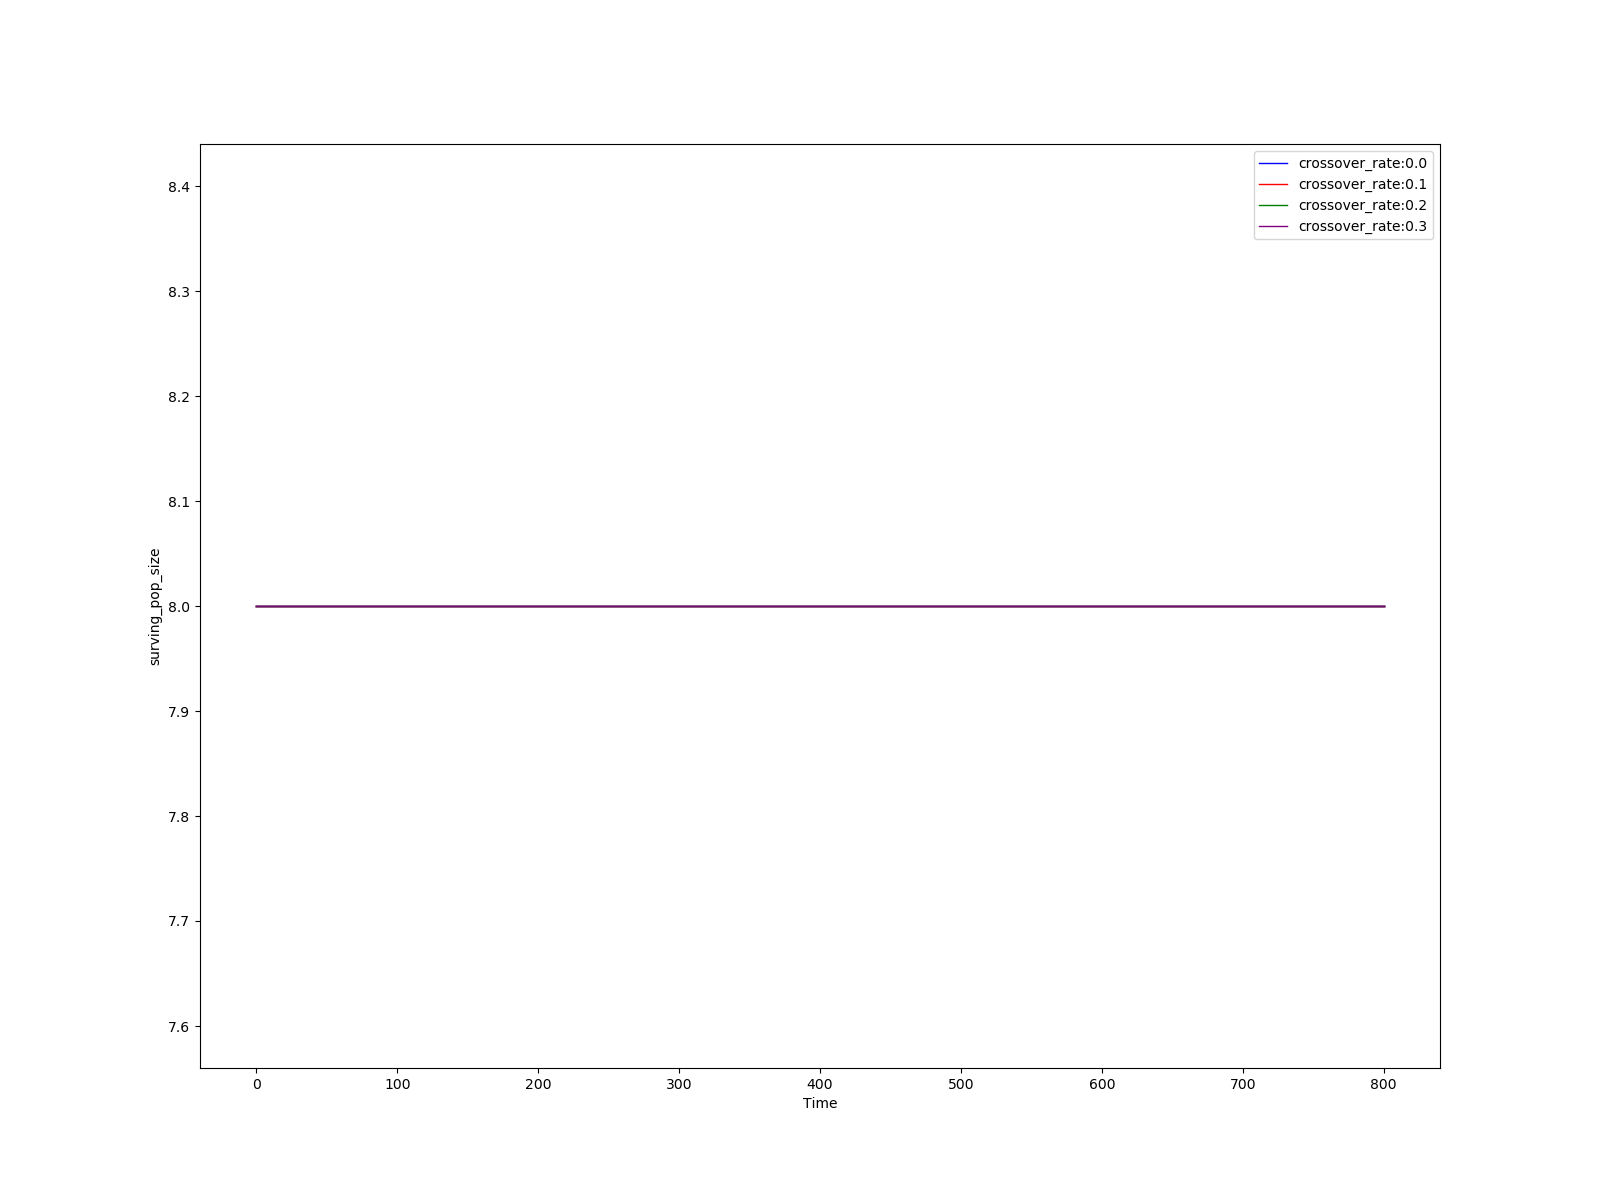 crossover_rate:0.0
crossover_rate:0.1
crossover_rate:0.2
crossover_rate:0.3
8.4
8.3
8.2
8.1
8.0
7.9
7.8
7.7
7.6
surving_pop_size
0 100 200 300 400 500 600 700 800
Time